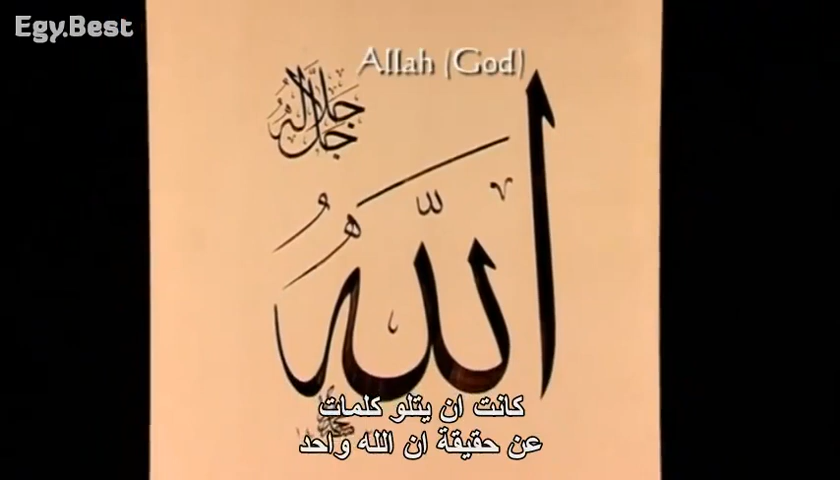 Egy.Best
Allah (God)
جل جلاله
الله
كانت ان يتلو كلمات
عن حقيقة ان الله واحد